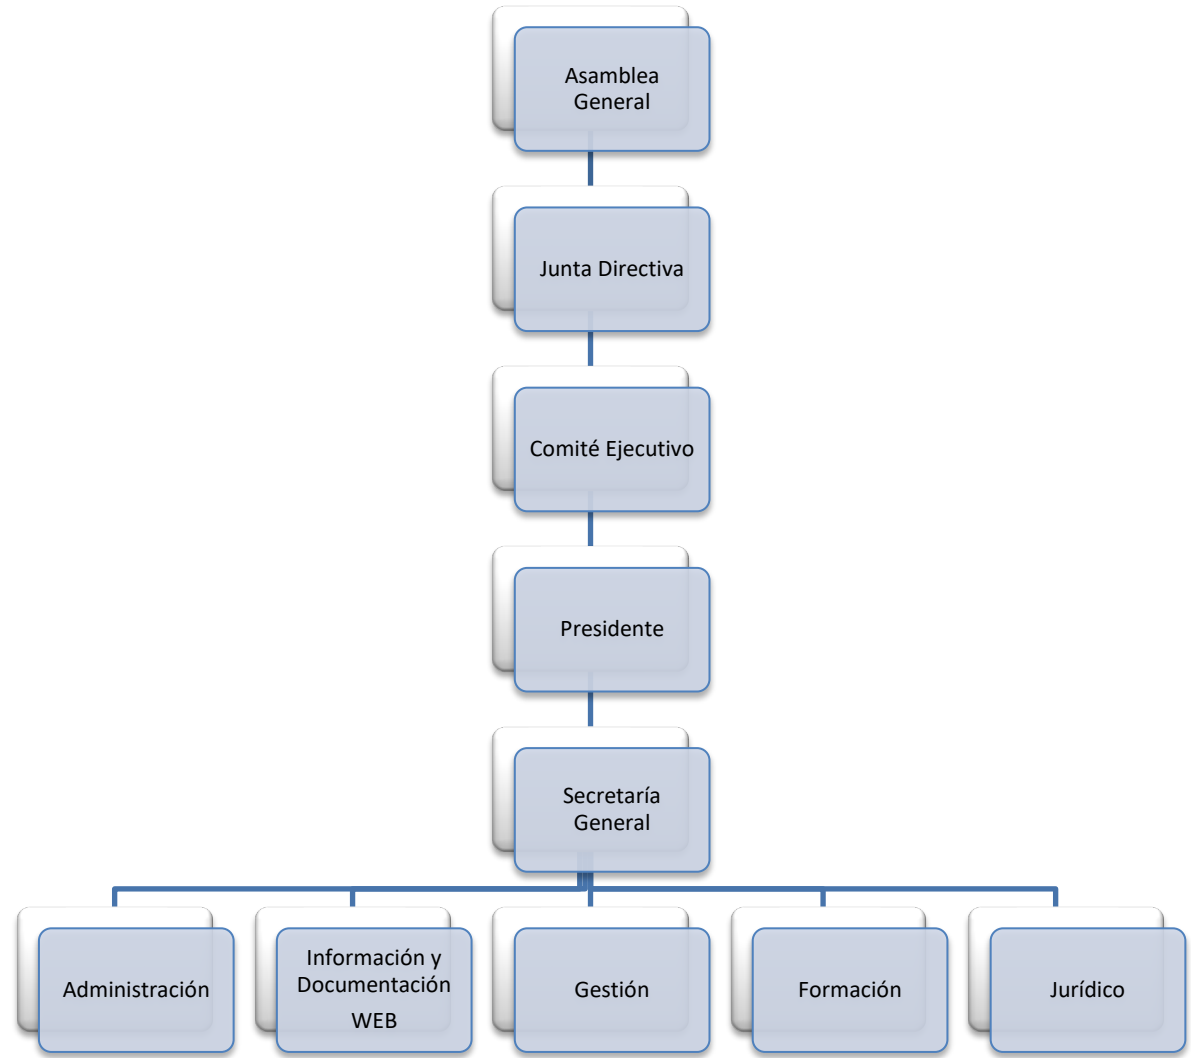 Asamblea
General
Junta Directiva
Comité Ejecutivo
Presidente
Secretaría
General
Administración
Información y
Documentación
WEB
Gestión
Formación
Jurídico